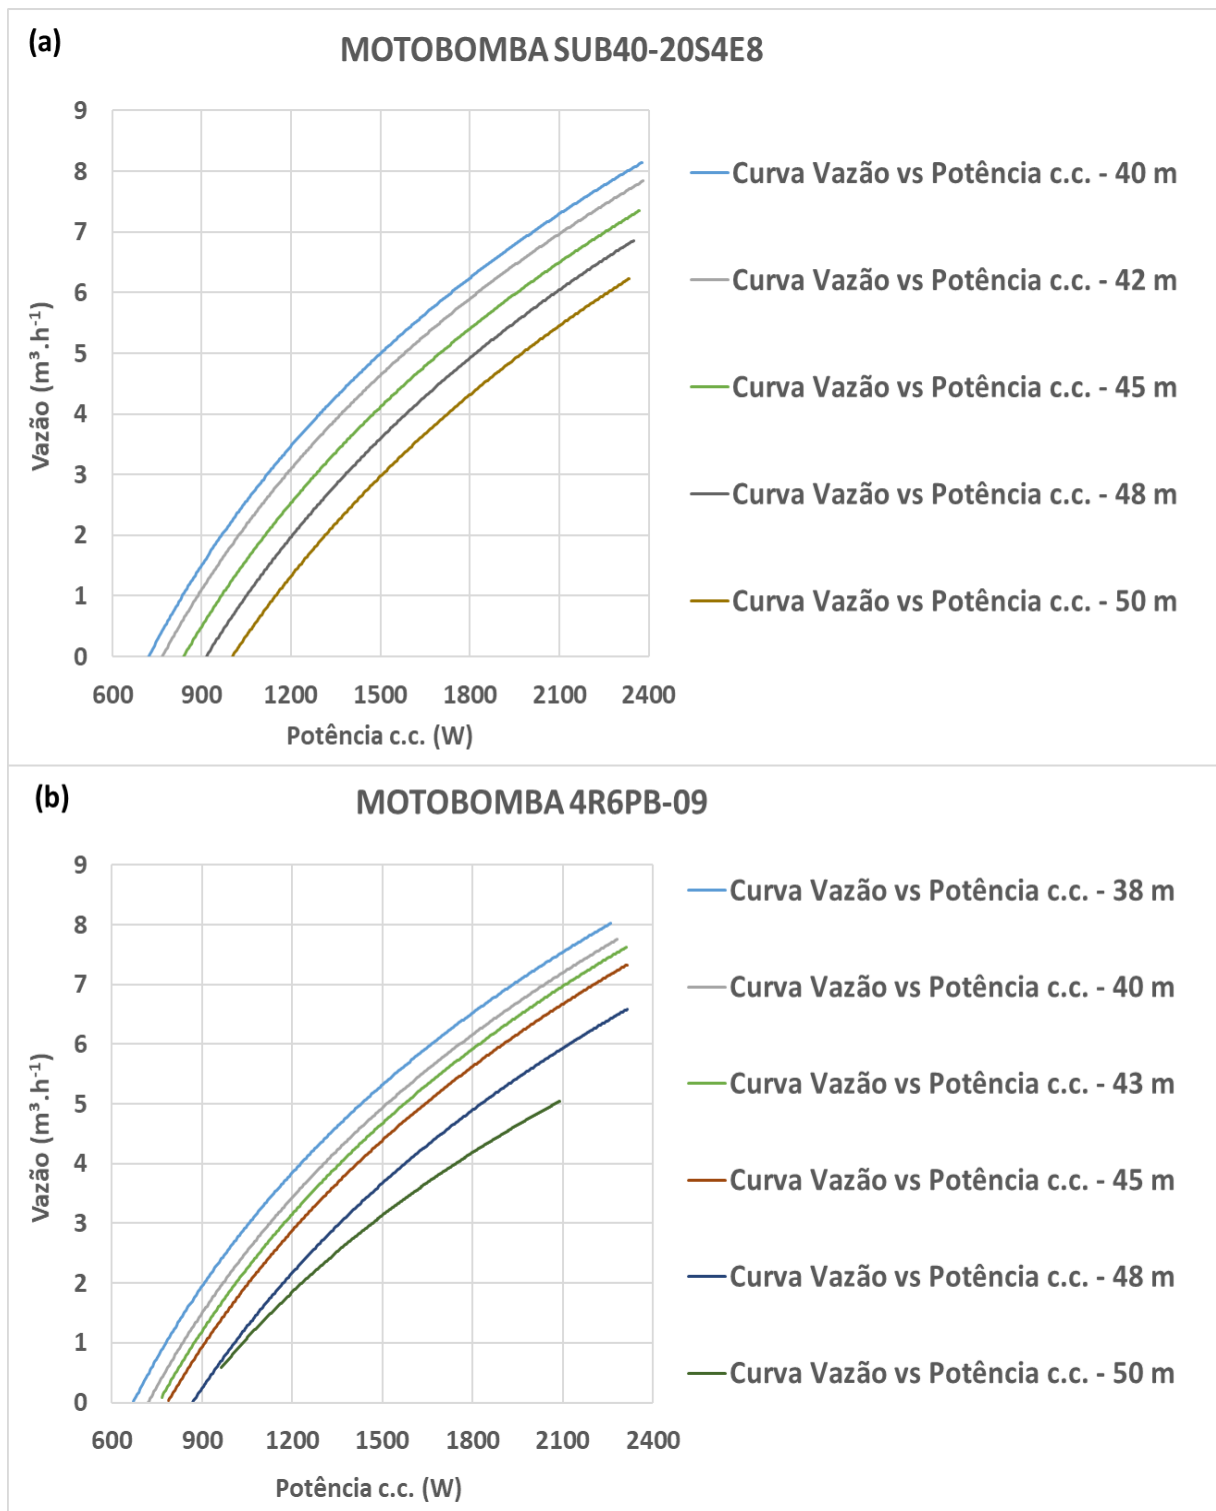 (a)
MOTOBOMBA SUB40-20S4E8
9
8
7
6
5
4
3
2
1
0
Vazão (m³.h⁻¹)
600 900 1200 1500 1800 2100 2400
Potência c.c. (W)
Curva Vazão vs Potência c.c. - 40 m
Curva Vazão vs Potência c.c. - 42 m
Curva Vazão vs Potência c.c. - 45 m
Curva Vazão vs Potência c.c. - 48 m
Curva Vazão vs Potência c.c. - 50 m
(b)
MOTOBOMBA 4R6PB-09
9
8
7
6
5
4
3
2
1
0
Vazão (m³.h⁻¹)
600 900 1200 1500 1800 2100 2400
Potência c.c. (W)
Curva Vazão vs Potência c.c. - 38 m
Curva Vazão vs Potência c.c. - 40 m
Curva Vazão vs Potência c.c. - 43 m
Curva Vazão vs Potência c.c. - 45 m
Curva Vazão vs Potência c.c. - 48 m
Curva Vazão vs Potência c.c. - 50 m